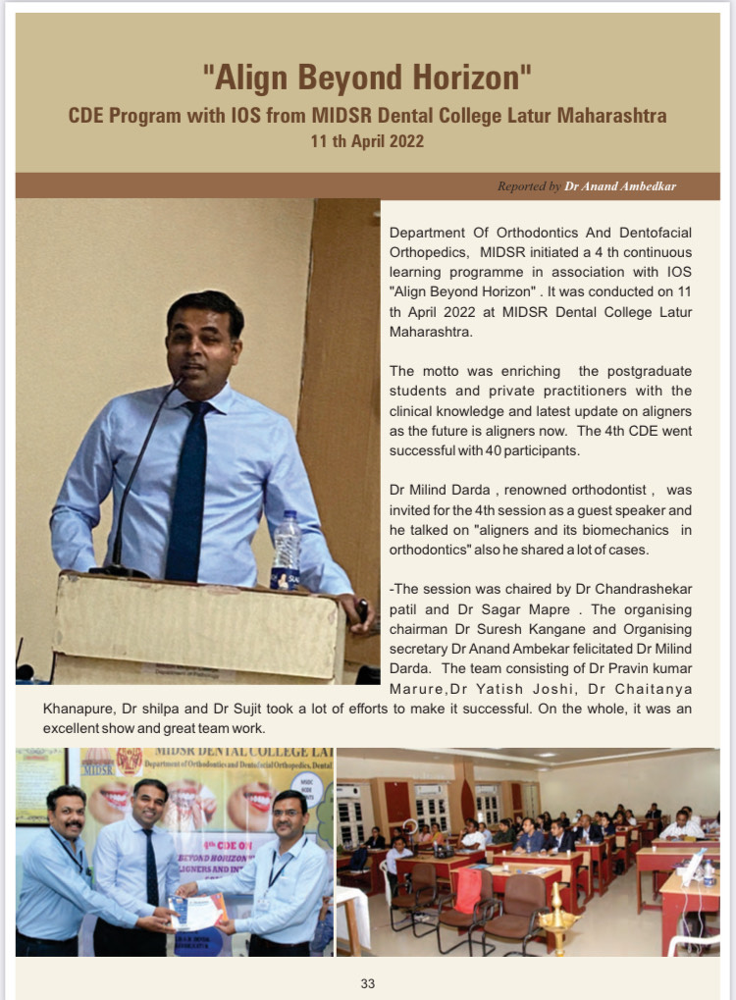 "Align Beyond Horizon"
CDE Program with IOS from MIDSR Dental College Latur Maharashtra
11 th April 2022
Reported by Dr Anand Ambedkar
Department Of Orthodontics And Dentofacial
Orthopedics, MIDSR initiated a 4 th continuous
learning programme in association with IOS
"Align Beyond Horizon" . It was conducted on 11
th April 2022 at MIDSR Dental College Latur
Maharashtra.
The motto was enriching the postgraduate
students and private practitioners with the
clinical knowledge and latest update on aligners
as the future is aligners now. The 4th CDE went
successful with 40 participants.
Dr Milind Darda , renowned orthodontist , was
invited for the 4th session as a guest speaker and
he talked on "aligners and its biomechanics in
orthodontics" also he shared a lot of cases.
-The session was chaired by Dr Chandrashekar
patil and Dr Sagar Mapre . The organising
chairman Dr Suresh Kangane and Organising
secretary Dr Anand Ambekar felicitated Dr Milind
Darda. The team consisting of Dr Pravin kumar
Marure,Dr Yatish Joshi, Dr Chaitanya
Khanapure, Dr shilpa and Dr Sujit took a lot of efforts to make it successful. On the whole, it was an
excellent show and great team work.
MIDSR DENTAL COLLEGE LAT
Department of Orthodontics and Dentofacial Orthopedics, Dental
MIDSR
4th CDE ON
BEYOND HORIZON"
LIGNERS AND INT
33